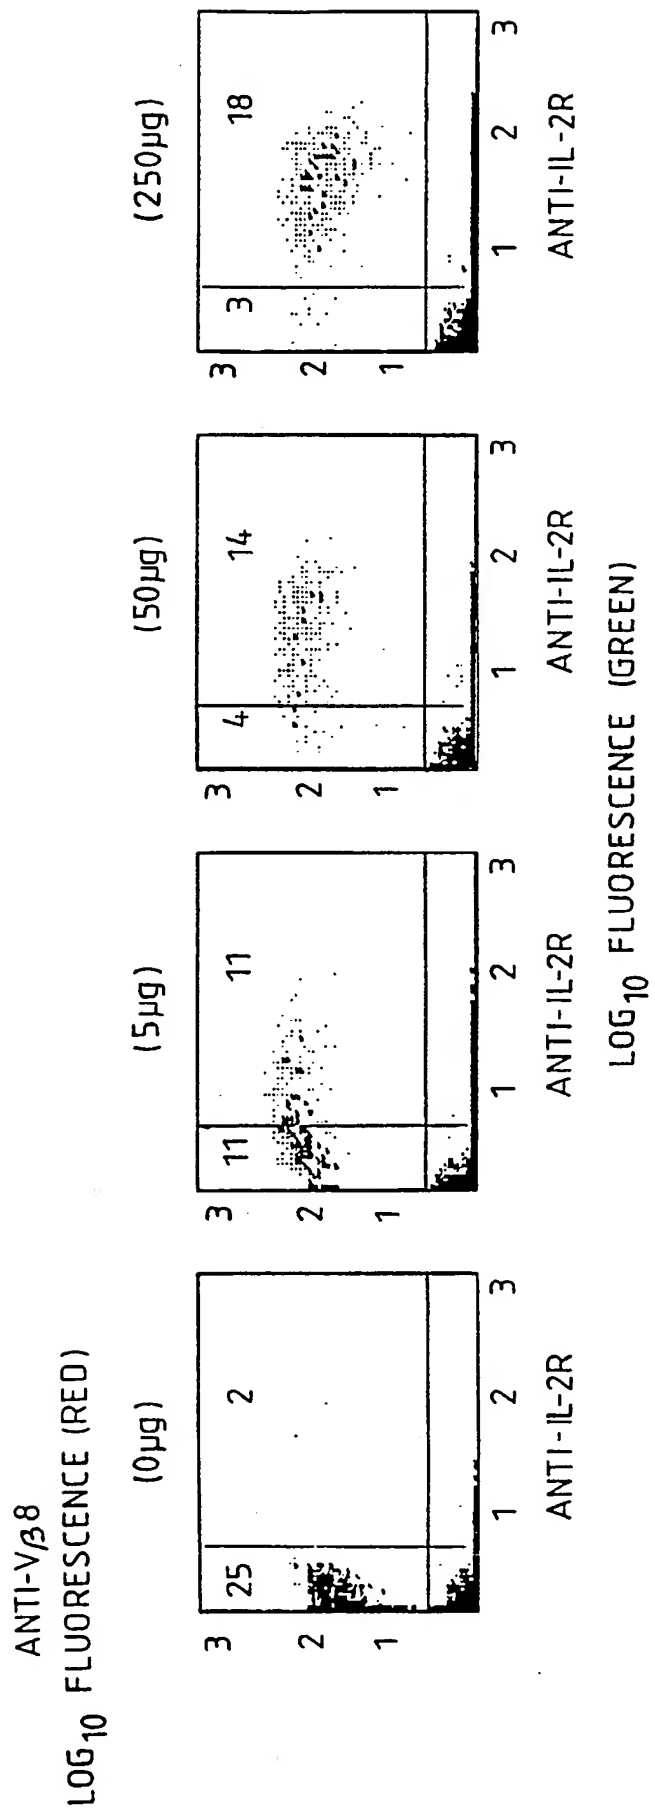 ANTI-Vβ8
LOG10 FLUORESCENCE (RED)
(0µg)
(5µg)
(50µg)
(250µg)
25
2
11
11
4
14
3
18
3
2
1
3
2
1
3
2
1
3
2
1
1
2
3
1
2
3
1
2
3
1
2
3
ANTI-IL-2R
ANTI-IL-2R
ANTI-IL-2R
ANTI-IL-2R
LOG10 FLUORESCENCE (GREEN)